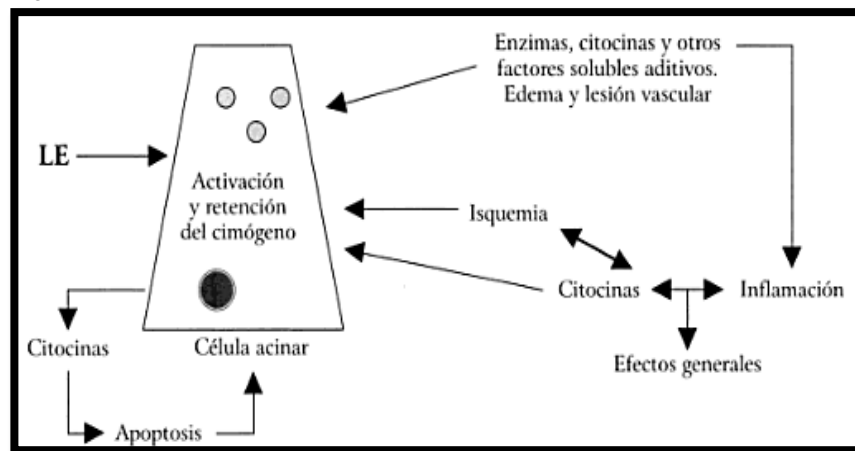 Enzimas, citocinas y otros
factores solubles aditivos.
Edema y lesión vascular
LE
Activación
y retención
del cimógeno
Isquemia
Citocinas
Inflamación
Citocinas
Célula acinar
Efectos generales
Apoptosis